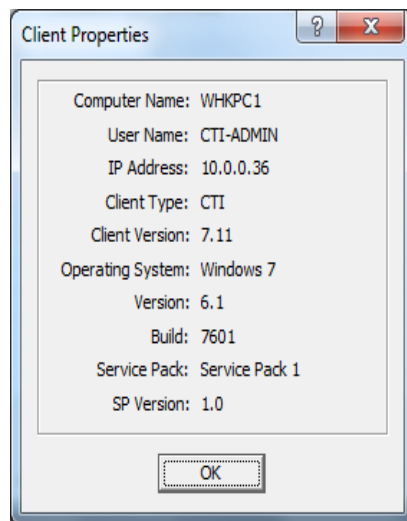 Client Properties
?
X
Computer Name: WHKPC1
User Name: CTI-ADMIN
IP Address: 10.0.0.36
Client Type: CTI
Client Version: 7.11
Operating System: Windows 7
Version: 6.1
Build: 7601
Service Pack: Service Pack 1
SP Version: 1.0
OK